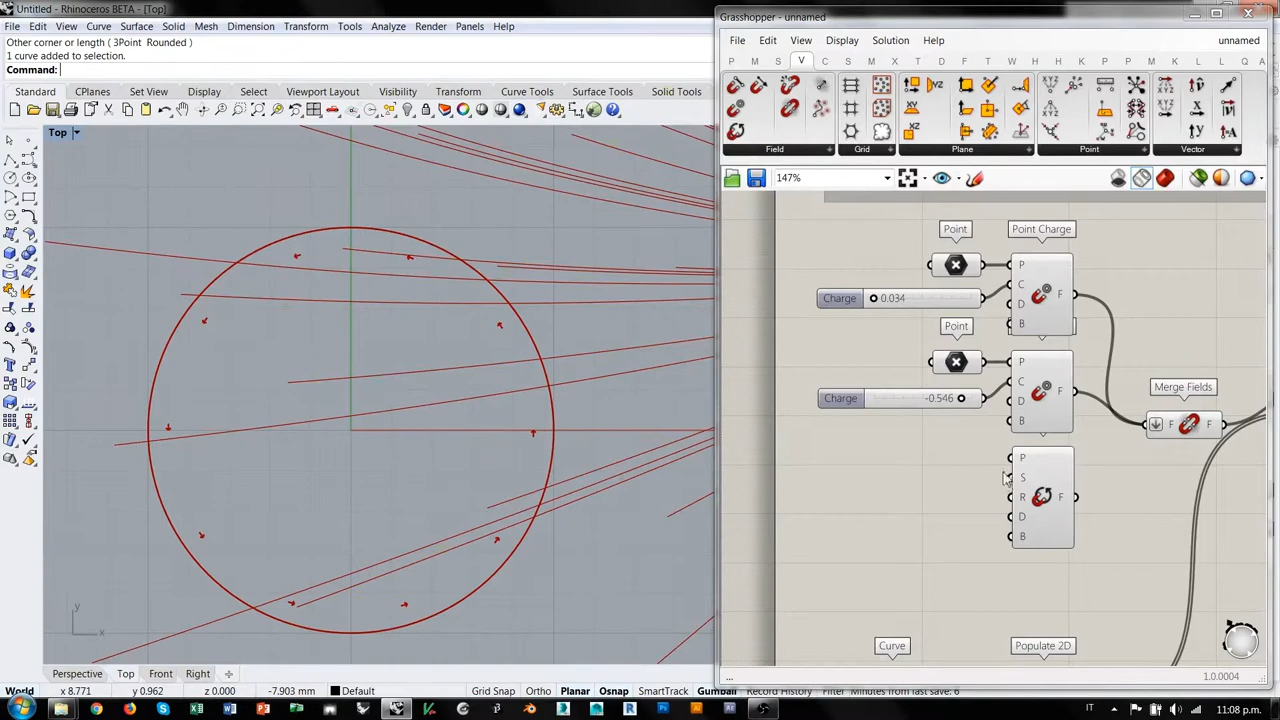 Untitled - Rhinoceros BETA - [Top]
File Edit View Curve Surface Solid Mesh Dimension Transform Tools Analyze Render Panels Help
Other corner or length ( 3Point Rounded )
1 curve added to selection.
Command:
Standard CPlanes Set View Display Select Viewport Layout Visibility Transform Curve Tools Surface Tools Solid Tools
Top
y
x
Perspective Top Front Right
World x 8.771 y 0.962 z 0.000 -7.903 mm Default Grid Snap Ortho Planar Osnap SmartTrack Gumball Record History Filter Minutes from last save: 6
Grasshopper - unnamed
File Edit View Display Solution Help unnamed
P M S V C S M X T D F T W K P B M L K L Q
Field Grid Plane Point Vector
XY YZ XZ
147%
Point Point Charge
P
C
D
B
F
Charge 0.034
Point
P
C
D
B
F
Charge -0.546
Merge Fields
F F
P
S
R
D
B
F
Curve Populate 2D
...
1.0.0004
IT 11:08 p.m.